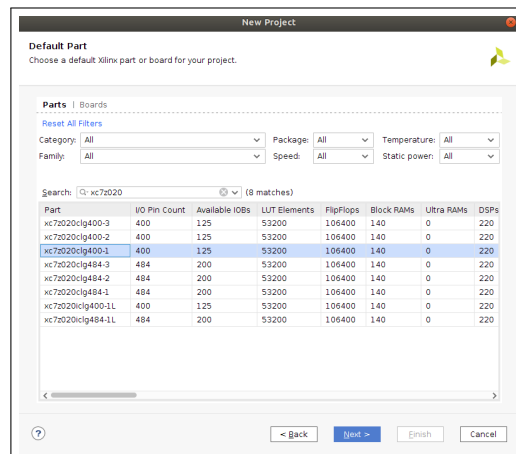 New Project
Default Part
Choose a default Xilinx part or board for your project.
Parts | Boards
Reset All Filters
Category: All Package: All Temperature: All
Family: All Speed: All Static power: All
Search: xc7z020 (8 matches)
Part I/O Pin Count Available IOBs LUT Elements FlipFlops Block RAMs Ultra RAMs DSPs
xc7z020clg400-3 400 125 53200 106400 140 0 220
xc7z020clg400-2 400 125 53200 106400 140 0 220
xc7z020clg400-1 400 125 53200 106400 140 0 220
xc7z020clg484-3 484 200 53200 106400 140 0 220
xc7z020clg484-2 484 200 53200 106400 140 0 220
xc7z020clg484-1 484 200 53200 106400 140 0 220
xc7z020iclg400-1L 400 125 53200 106400 140 0 220
xc7z020iclg484-1L 484 200 53200 106400 140 0 220
? < Back Next > Finish Cancel